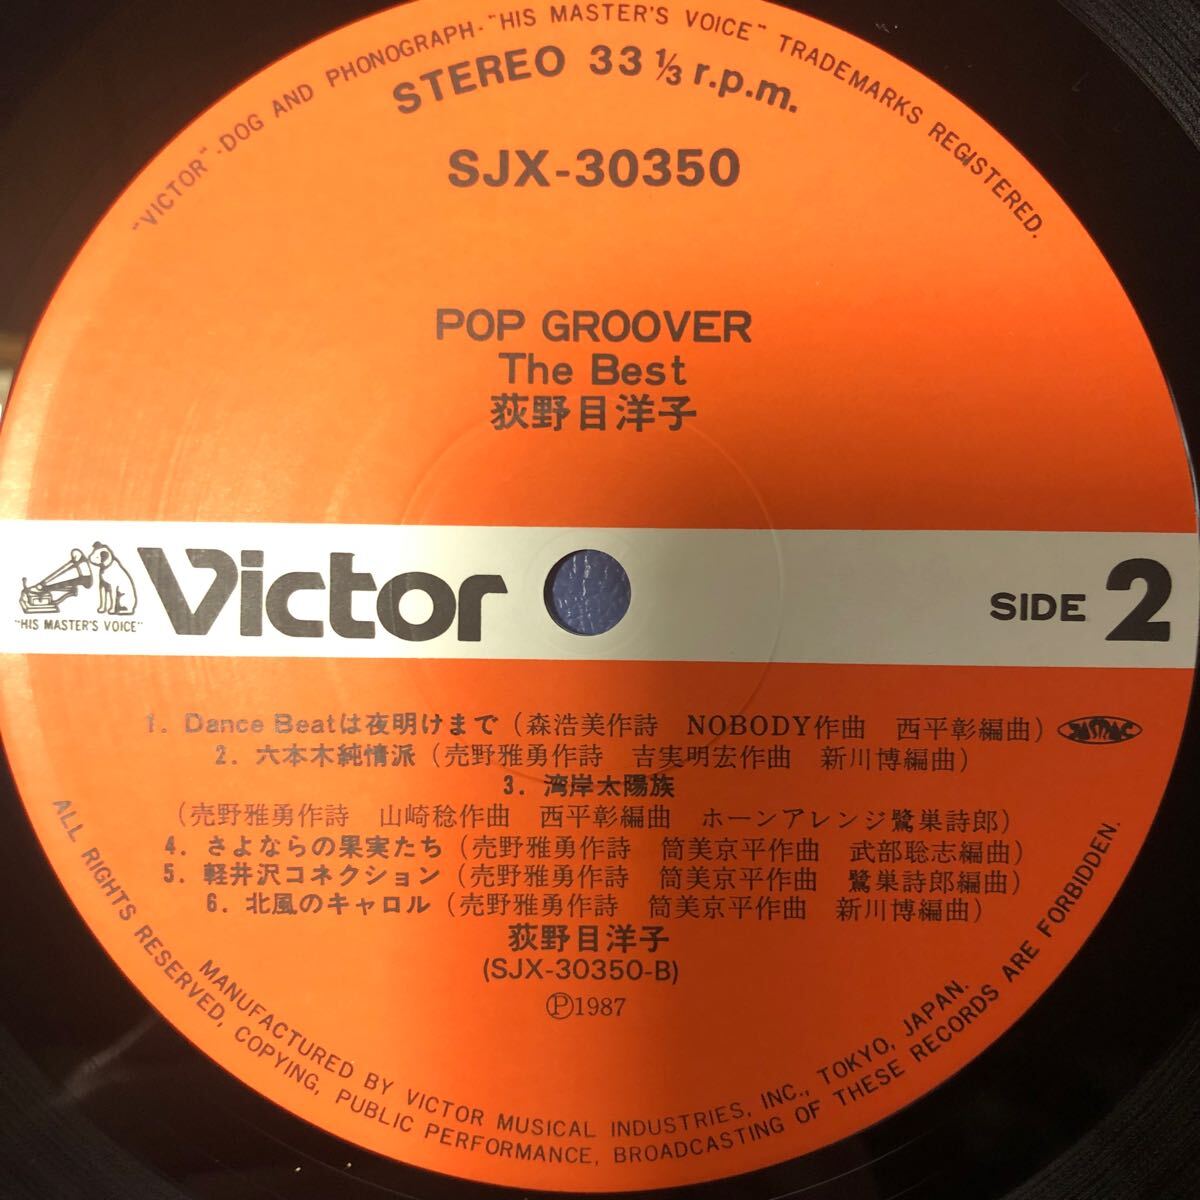 "VICTOR"-DOG AND PHONOGRAPH-"HIS MASTER'S VOICE" TRADEMARKS REGISTERED.
STEREO 33 1/3 r.p.m.
SJX-30350
POP GROOVER
The Best
荻野目洋子
"HIS MASTER'S VOICE"
Victor
SIDE 2
1. Dance Beatは夜明けまで(森浩美作詩 NOBODY作曲 西平彰編曲)
2. 六本木純情派(売野雅勇作詩 吉実明宏作曲 新川博編曲)
3. 湾岸太陽族
(売野雅勇作詩 山崎稔作曲 西平彰編曲 ホーンアレンジ鷺巣詩郎)
4. さよならの果実たち(売野雅勇作詩 筒美京平作曲 武部聡志編曲)
5. 軽井沢コネクション(売野雅勇作詩 筒美京平作曲 鷺巣詩郎編曲)
6. 北風のキャロル(売野雅勇作詩 筒美京平作曲 新川博編曲)
荻野目洋子
(SJX-30350-B)
Ⓟ1987
MANUFACTURED BY VICTOR MUSICAL INDUSTRIES, INC., TOKYO, JAPAN.
ALL RIGHTS RESERVED, COPYING, PUBLIC PERFORMANCE, BROADCASTING OF THESE RECORDS ARE FORBIDDEN.